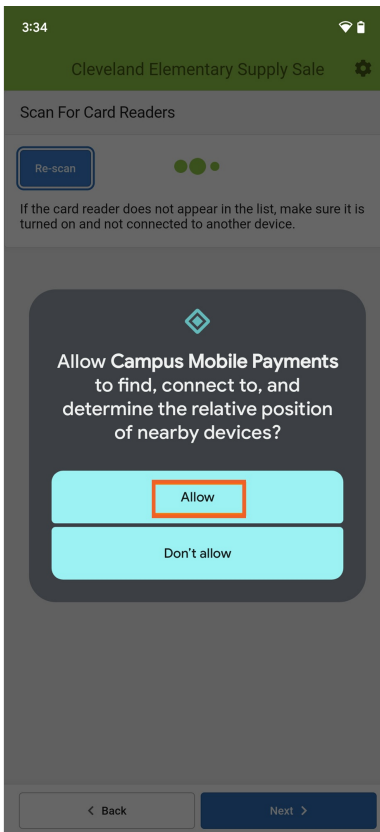 3:34
Cleveland Elementary Supply Sale
Scan For Card Readers
Re-scan
If the card reader does not appear in the list, make sure it is
turned on and not connected to another device.
Allow Campus Mobile Payments
to find, connect to, and
determine the relative position
of nearby devices?
Allow
Don't allow
Back
Next